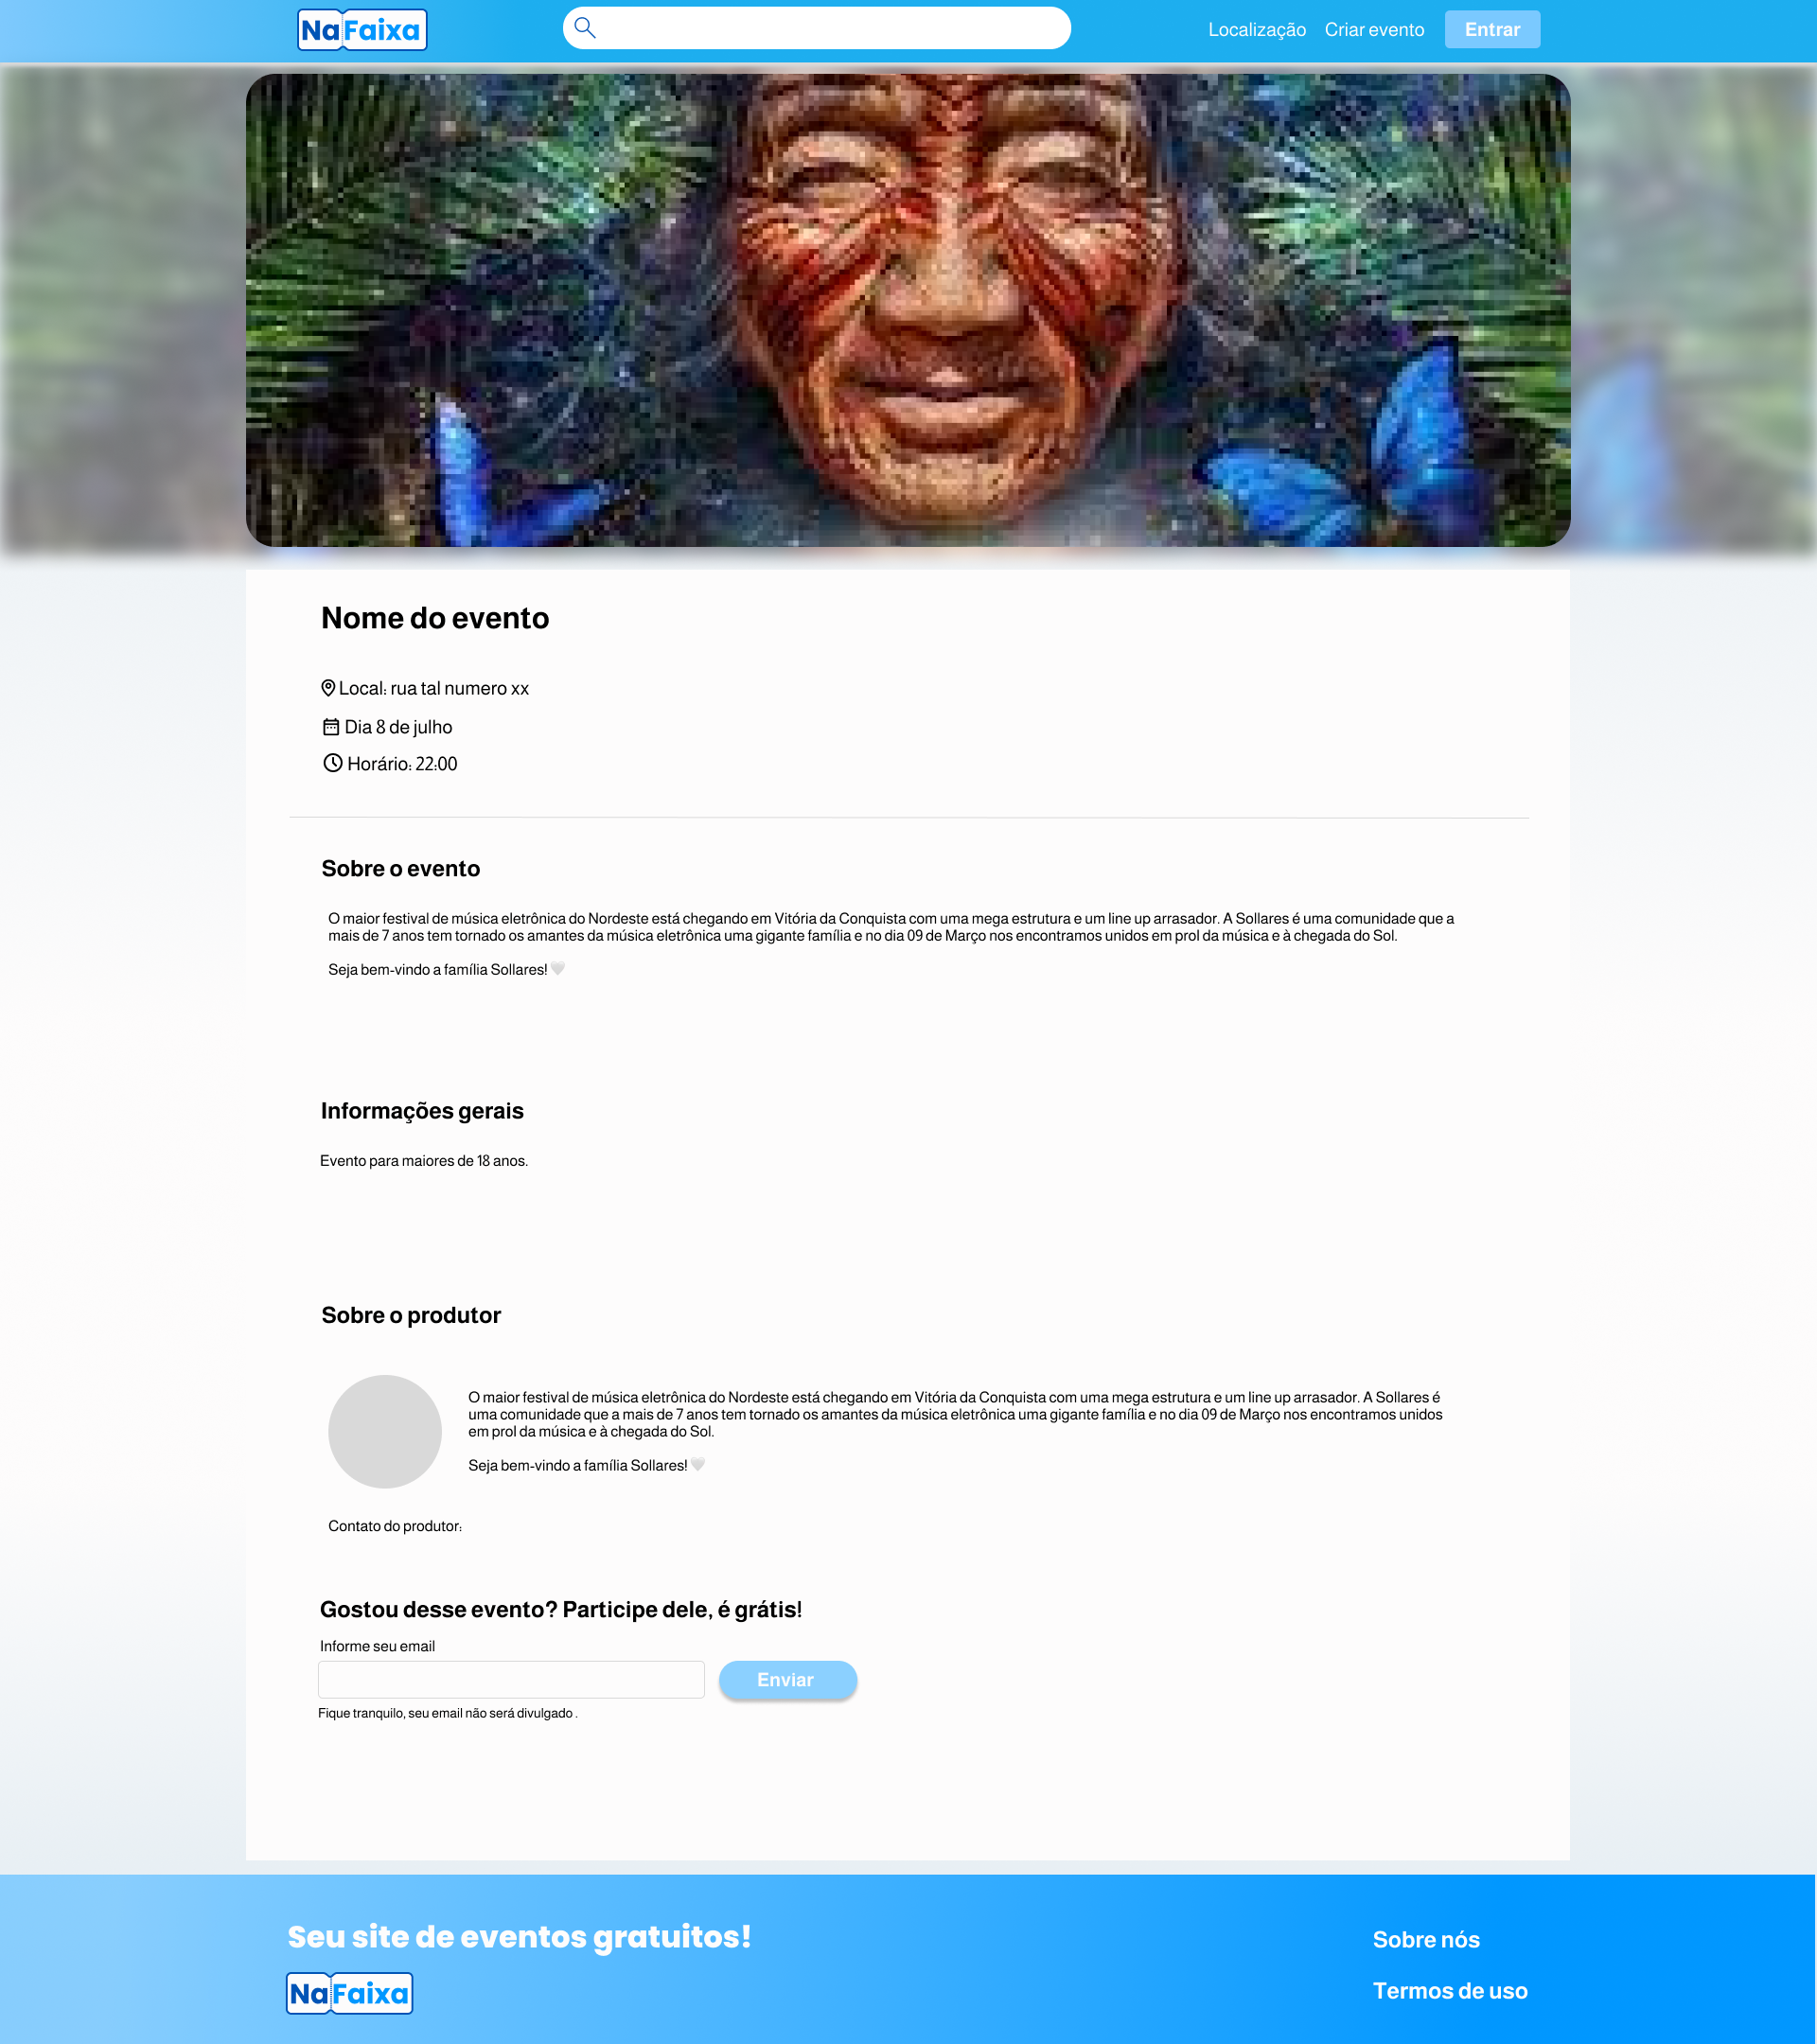 NaFaixa
Localização
Criar evento
Entrar
Nome do evento
Local: rua tal numero xx
Dia 8 de julho
Horário: 22:00
Sobre o evento
O maior festival de música eletrônica do Nordeste está chegando em Vitória da Conquista com uma mega estrutura e um line up arrasador. A Sollares é uma comunidade que a
mais de 7 anos tem tornado os amantes da música eletrônica uma gigante família e no dia 09 de Março nos encontramos unidos em prol da música e à chegada do Sol.
Seja bem-vindo a família Sollares!🤍
Informações gerais
Evento para maiores de 18 anos.
Sobre o produtor
O maior festival de música eletrônica do Nordeste está chegando em Vitória da Conquista com uma mega estrutura e um line up arrasador. A Sollares é
uma comunidade que a mais de 7 anos tem tornado os amantes da música eletrônica uma gigante família e no dia 09 de Março nos encontramos unidos
em prol da música e à chegada do Sol.
Seja bem-vindo a família Sollares!🤍
Contato do produtor:
Gostou desse evento? Participe dele, é grátis!
Informe seu email
Enviar
Fique tranquilo, seu email não será divulgado .
Seu site de eventos gratuitos!
NaFaixa
Sobre nós
Termos de uso